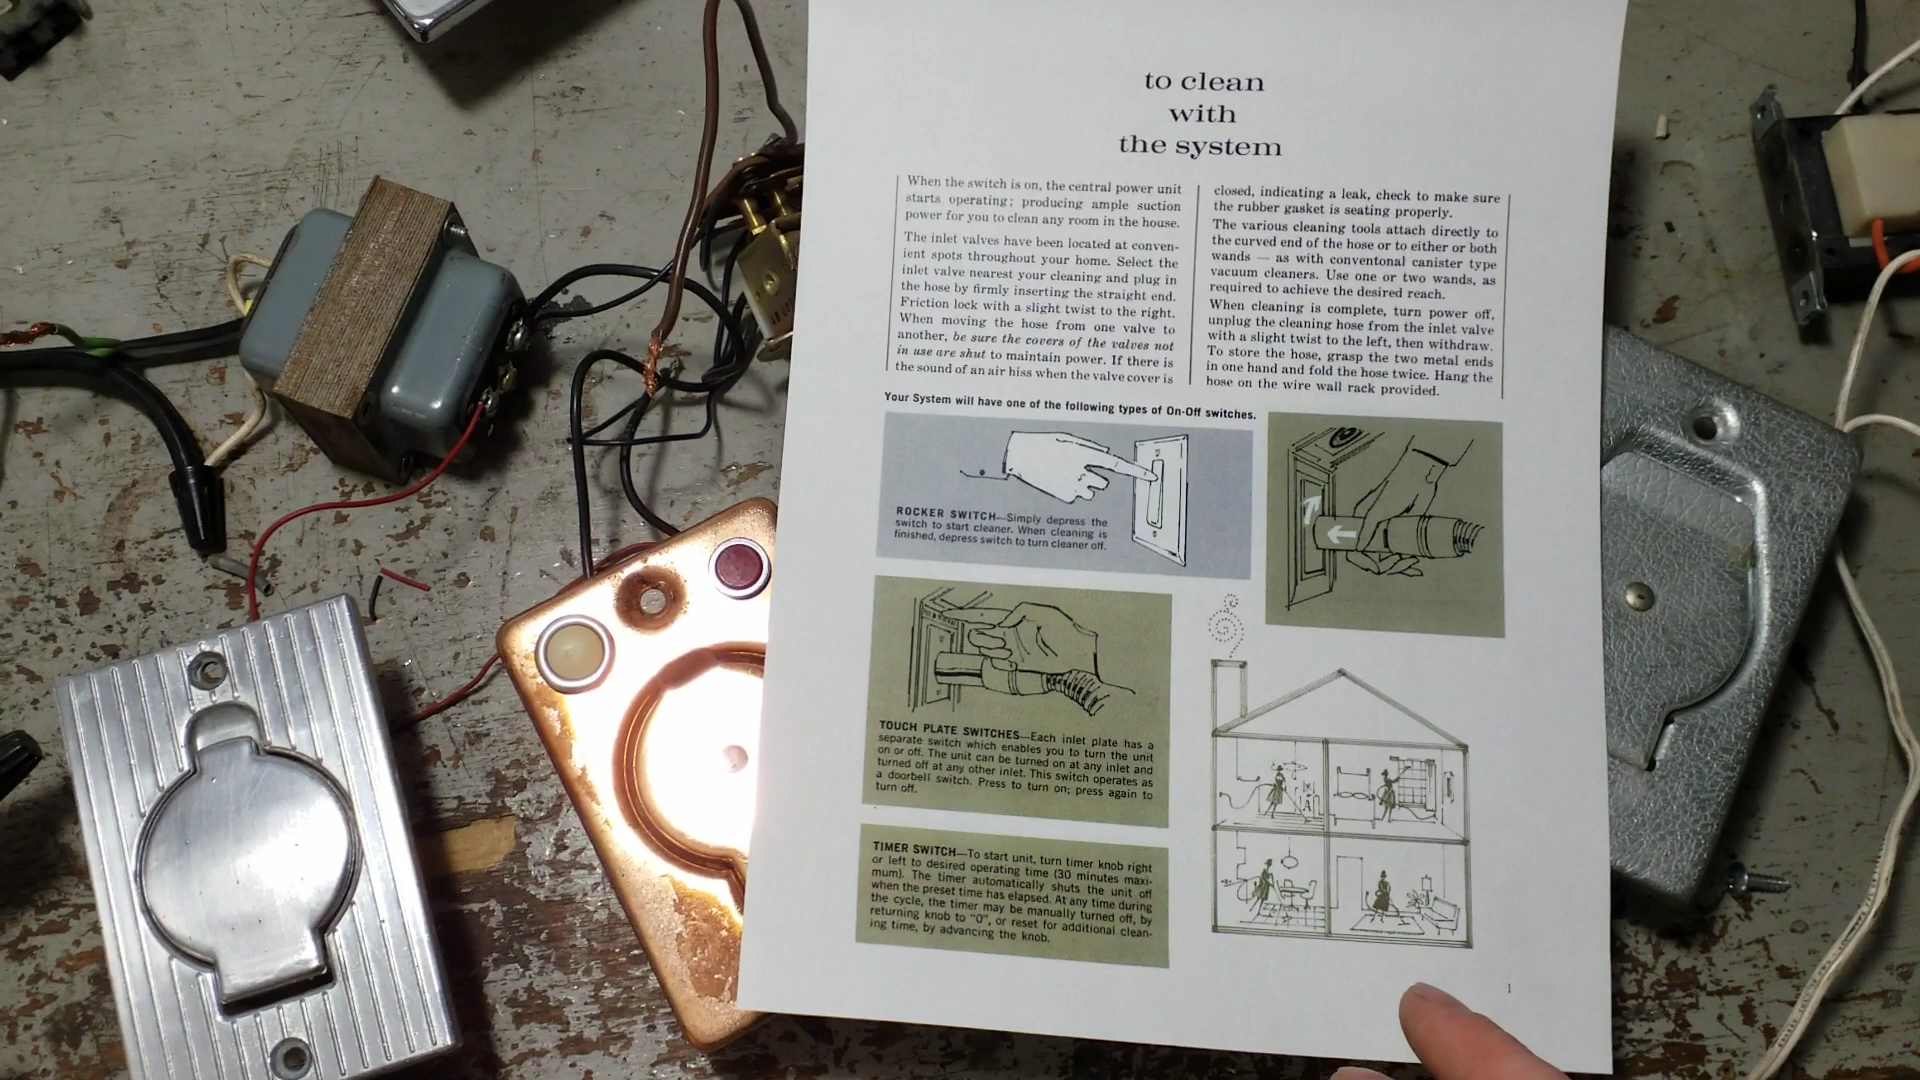 to clean
with
the system
When the switch is on, the central power unit
starts operating; producing ample suction
power for you to clean any room in the house.
The inlet valves have been located at conven-
ient spots throughout your home. Select the
inlet valve nearest your cleaning and plug in
the hose by firmly inserting the straight end.
Friction lock with a slight twist to the right.
When moving the hose from one valve to
another, be sure the covers of the valves not
in use are shut to maintain power. If there is
the sound of an air hiss when the valve cover is
closed, indicating a leak, check to make sure
the rubber gasket is seating properly.
The various cleaning tools attach directly to
the curved end of the hose or to either or both
wands — as with conventonal canister type
vacuum cleaners. Use one or two wands, as
required to achieve the desired reach.
When cleaning is complete, turn power off,
unplug the cleaning hose from the inlet valve
with a slight twist to the left, then withdraw.
To store the hose, grasp the two metal ends
in one hand and fold the hose twice. Hang the
hose on the wire wall rack provided.
Your System will have one of the following types of On-Off switches.
ROCKER SWITCH—Simply depress the
switch to start cleaner. When cleaning is
finished, depress switch to turn cleaner off.
TOUCH PLATE SWITCHES—Each inlet plate has a
separate switch which enables you to turn the unit
on or off. The unit can be turned on at any inlet and
turned off at any other inlet. This switch operates as
a doorbell switch. Press to turn on; press again to
turn off.
TIMER SWITCH—To start unit, turn timer knob right
or left to desired operating time (30 minutes maxi-
mum). The timer automatically shuts the unit off
when the preset time has elapsed. At any time during
the cycle, the timer may be manually turned off, by
returning knob to "0", or reset for additional clean-
ing time, by advancing the knob.
1